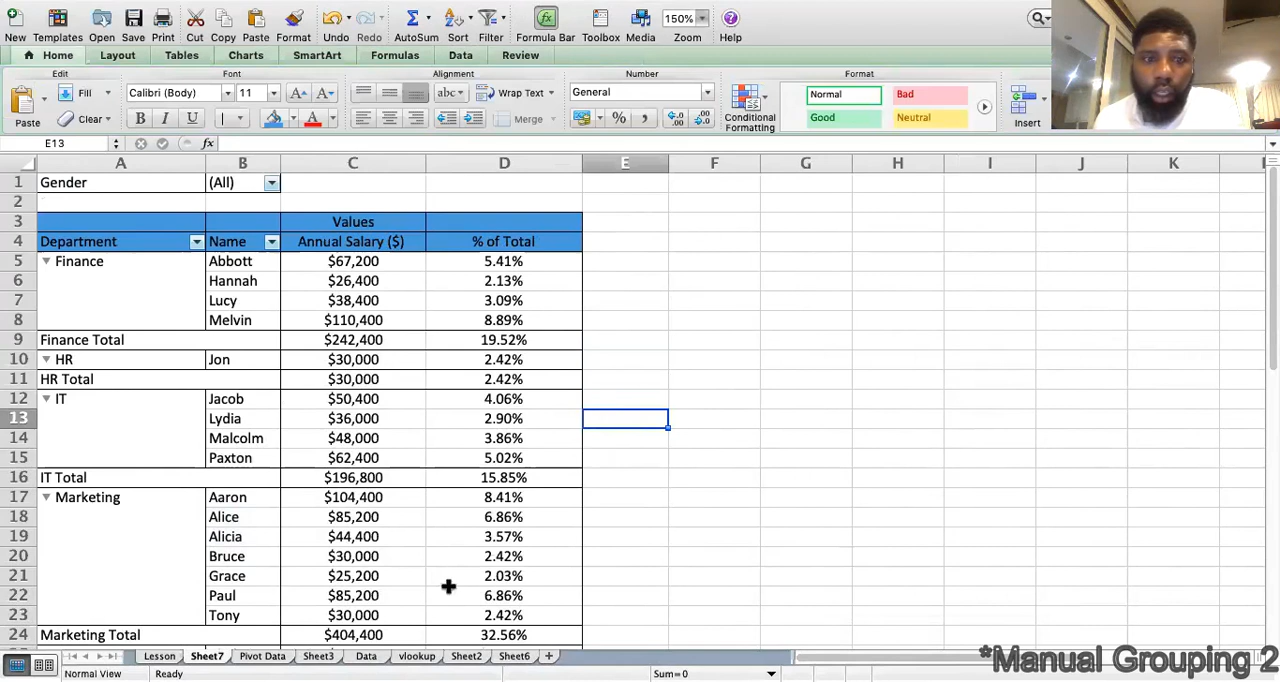 New Templates Open Save Print Cut Copy Paste Format Undo Redo AutoSum Sort Filter Formula Bar Toolbox Media 150% Zoom Help
Home Layout Tables Charts SmartArt Formulas Data Review
Edit Font Alignment Number Format
Paste Fill Clear Calibri (Body) 11 A A abc Wrap Text General Conditional Formatting Normal Bad Insert
B I U A Merge % , Good Neutral
E13 fx
A B C D E F G H I J K
1 Gender (All)
2
3 Values
4 Department Name Annual Salary ($) % of Total
5 Finance Abbott $67,200 5.41%
6 Hannah $26,400 2.13%
7 Lucy $38,400 3.09%
8 Melvin $110,400 8.89%
9 Finance Total $242,400 19.52%
10 HR Jon $30,000 2.42%
11 HR Total $30,000 2.42%
12 IT Jacob $50,400 4.06%
13 Lydia $36,000 2.90%
14 Malcolm $48,000 3.86%
15 Paxton $62,400 5.02%
16 IT Total $196,800 15.85%
17 Marketing Aaron $104,400 8.41%
18 Alice $85,200 6.86%
19 Alicia $44,400 3.57%
20 Bruce $30,000 2.42%
21 Grace $25,200 2.03%
22 Paul $85,200 6.86%
23 Tony $30,000 2.42%
24 Marketing Total $404,400 32.56%
Lesson Sheet7 Pivot Data Sheet3 Data vlookup Sheet2 Sheet6 +
Normal View Ready Sum=0
*Manual Grouping 2